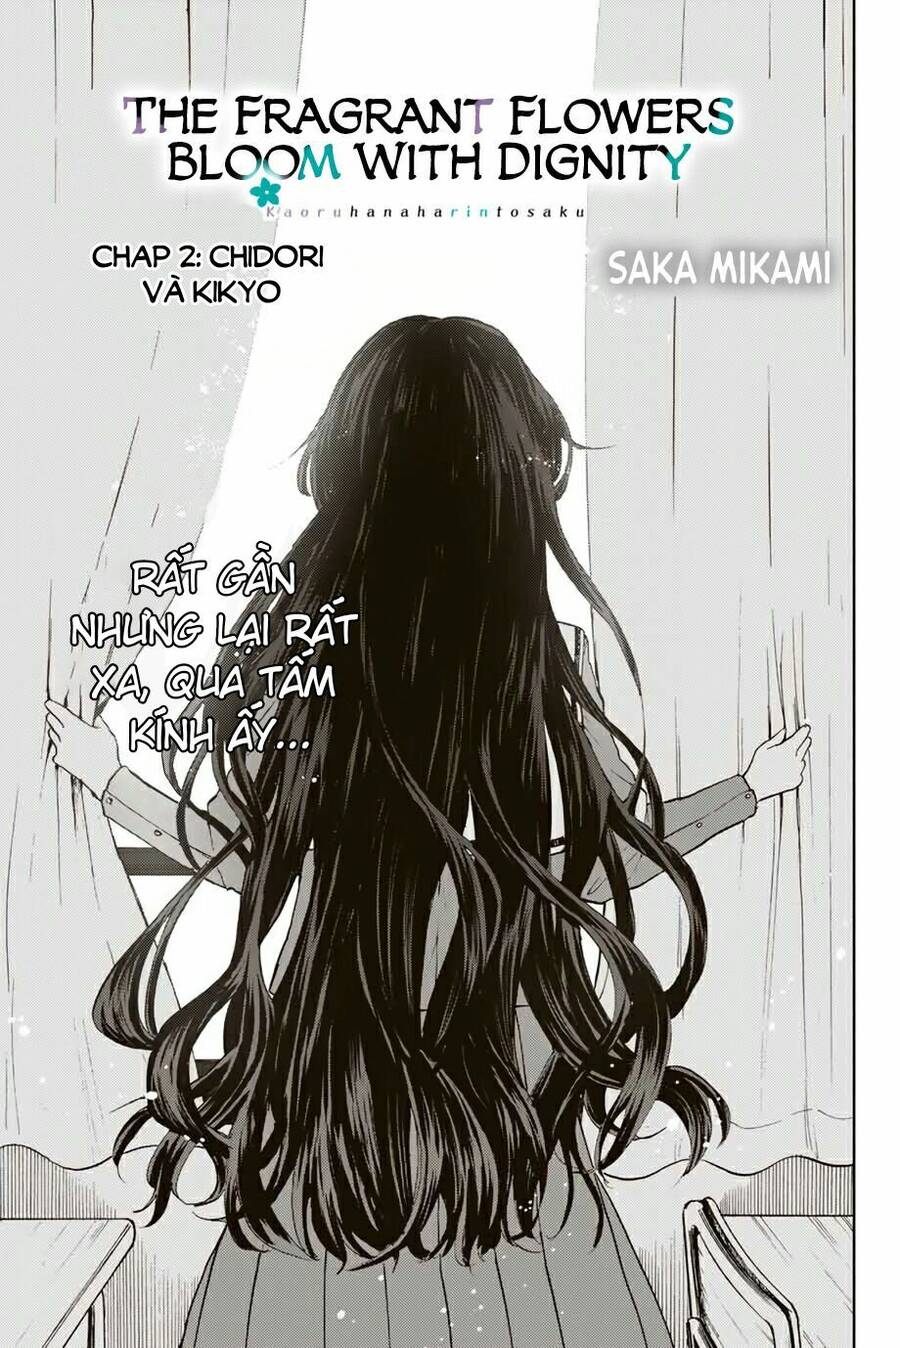 THE FRAGRANT FLOWERS
BLOOM WITH DIGNITY
Kaoruhanaharintosaku
CHAP 2: CHIDORI
VÀ KIKYO
SAKA MIKAMI
RẤT GẦN
NHƯNG LẠI RẤT
XA, QUA TẤM
KÍNH ẤY...